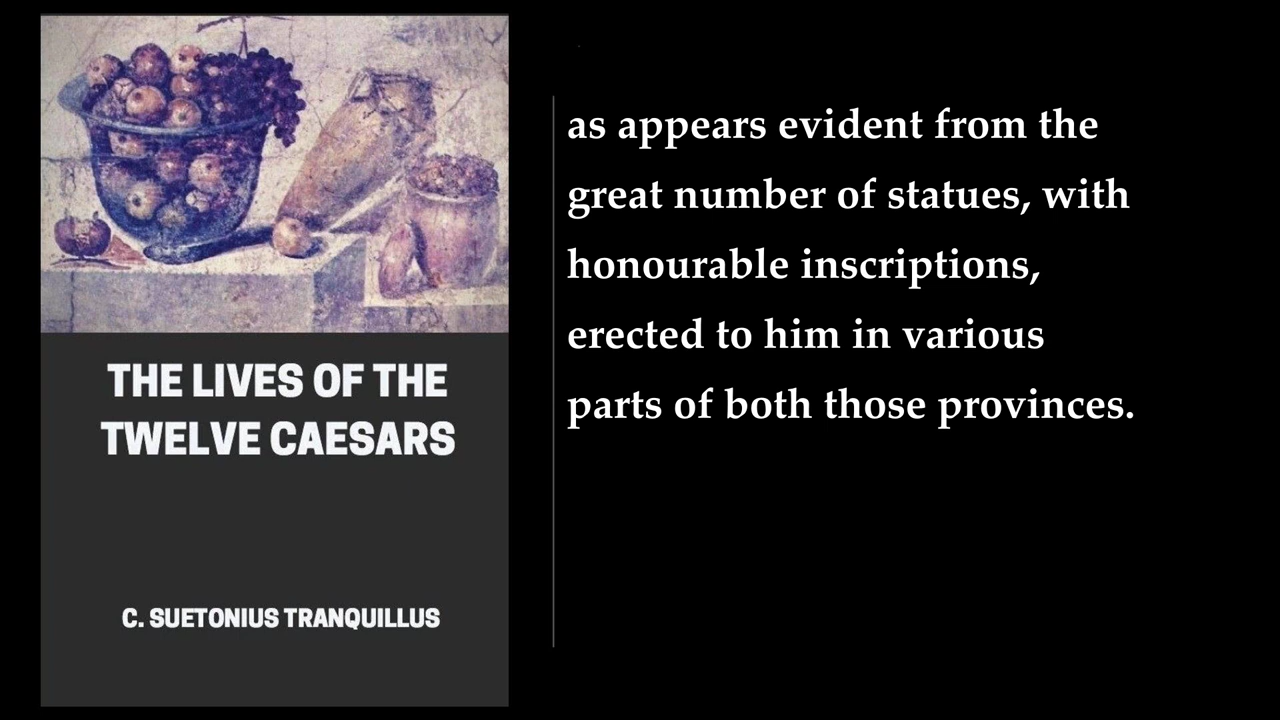 THE LIVES OF THE
TWELVE CAESARS
C. SUETONIUS TRANQUILLUS
as appears evident from the
great number of statues, with
honourable inscriptions,
erected to him in various
parts of both those provinces.